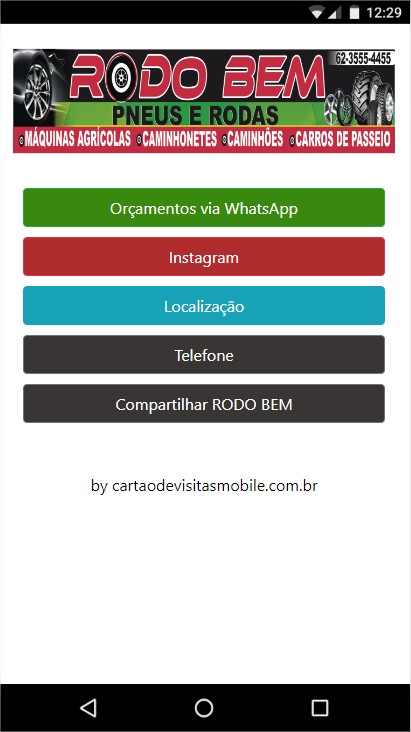 12:29
62-3555-4455
RODO BEM
PNEUS E RODAS
MÁQUINAS AGRÍCOLAS CAMINHONETES CAMINHÕES CARROS DE PASSEIO
Orçamentos via WhatsApp
Instagram
Localização
Telefone
Compartilhar RODO BEM
by cartaodevisitasmobile.com.br